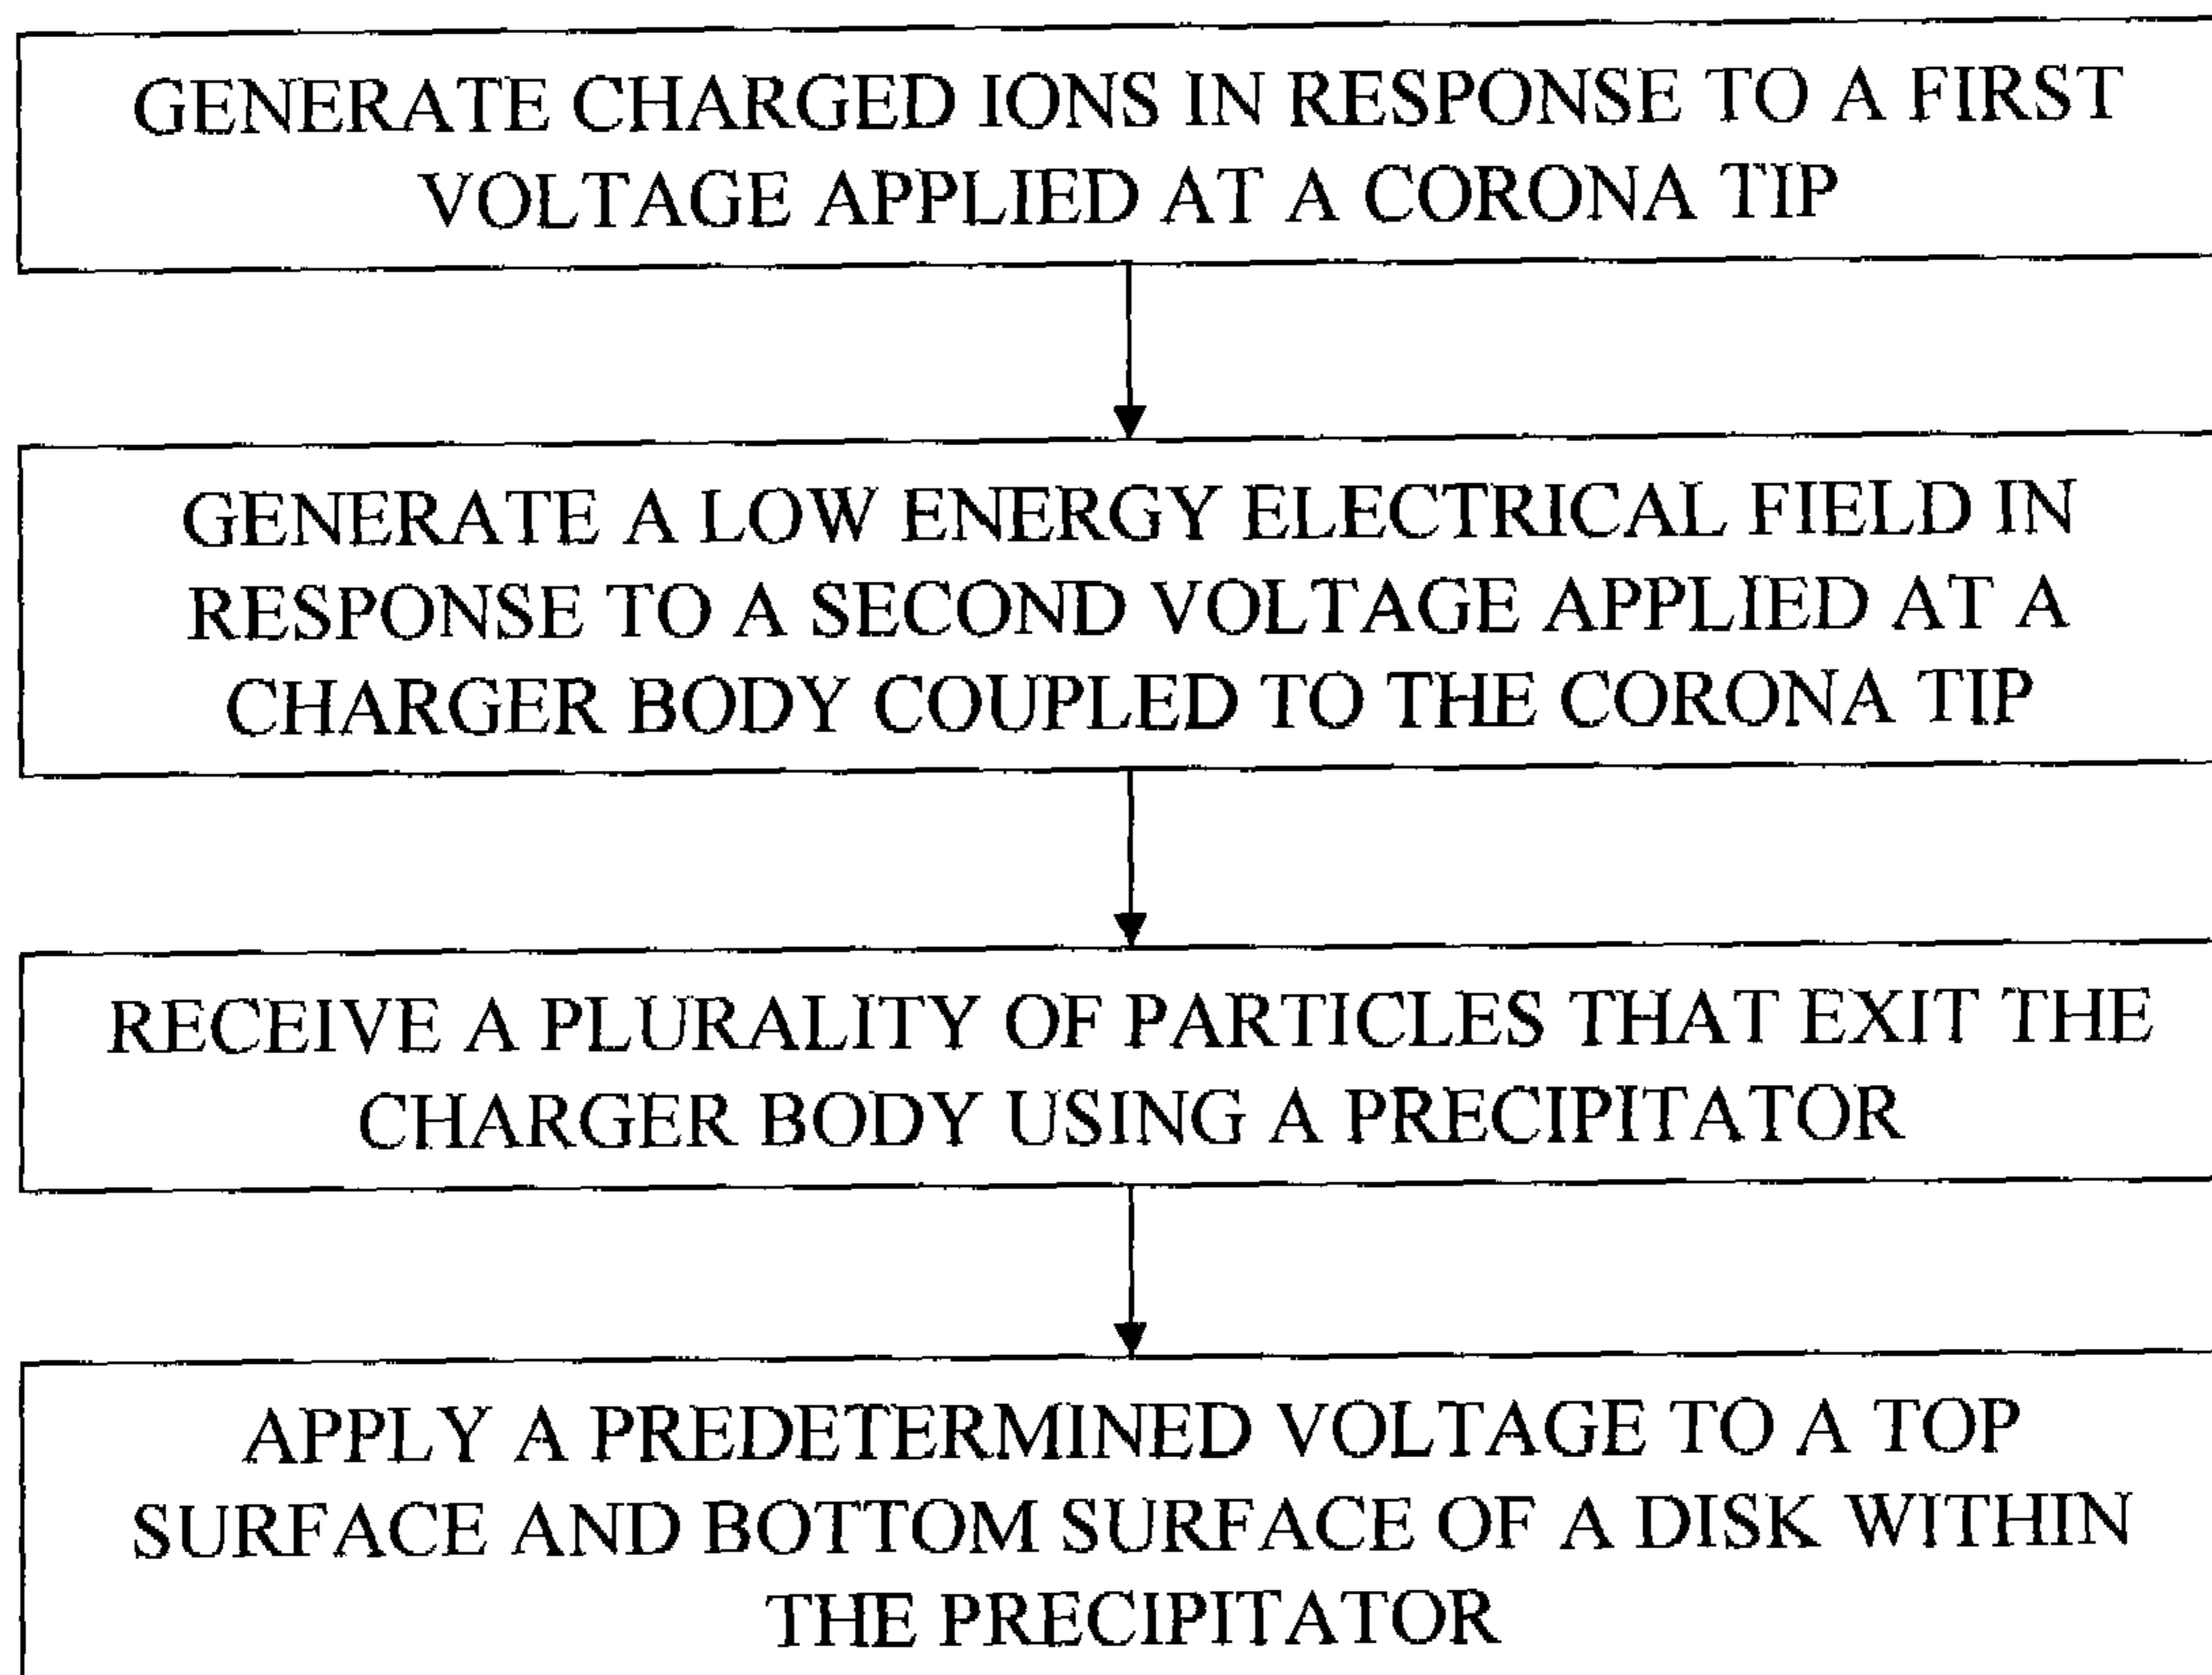 GENERATE CHARGED IONS IN RESPONSE TO A FIRST
VOLTAGE APPLIED AT A CORONA TIP
GENERATE A LOW ENERGY ELECTRICAL FIELD IN
RESPONSE TO A SECOND VOLTAGE APPLIED AT A
CHARGER BODY COUPLED TO THE CORONA TIP
RECEIVE A PLURALITY OF PARTICLES THAT EXIT THE
CHARGER BODY USING A PRECIPITATOR
APPLY A PREDETERMINED VOLTAGE TO A TOP
SURFACE AND BOTTOM SURFACE OF A DISK WITHIN
THE PRECIPITATOR